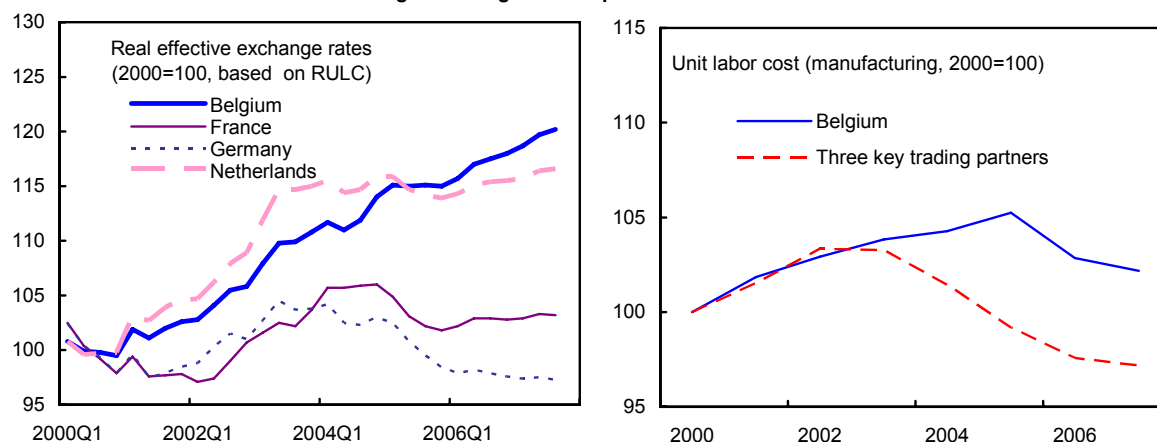 Real effective exchange rates
(2000=100, based on RULC)
Belgium
France
Germany
Netherlands
130
125
120
115
110
105
100
95
2000Q1 2002Q1 2004Q1 2006Q1
Unit labor cost (manufacturing, 2000=100)
Belgium
Three key trading partners
115
110
105
100
95
2000 2002 2004 2006